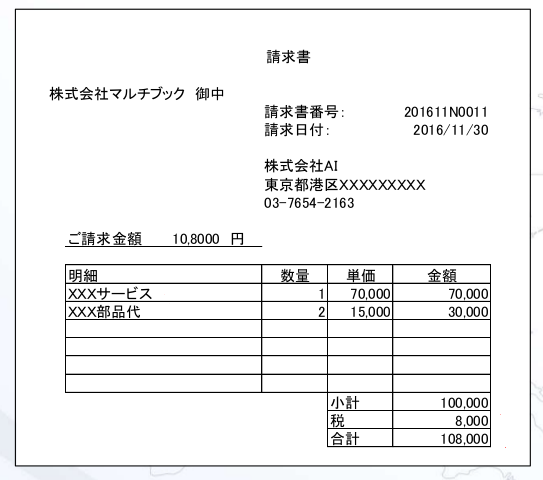 請求書
株式会社マルチブック 御中
請求書番号: 201611N0011
請求日付: 2016/11/30
株式会社AI
東京都港区XXXXXXXXX
03-7654-2163
ご請求金額 10,8000 円
明細 数量 単価 金額
XXXサービス 1 70,000 70,000
XXX部品代 2 15,000 30,000
小計 100,000
税 8,000
合計 108,000